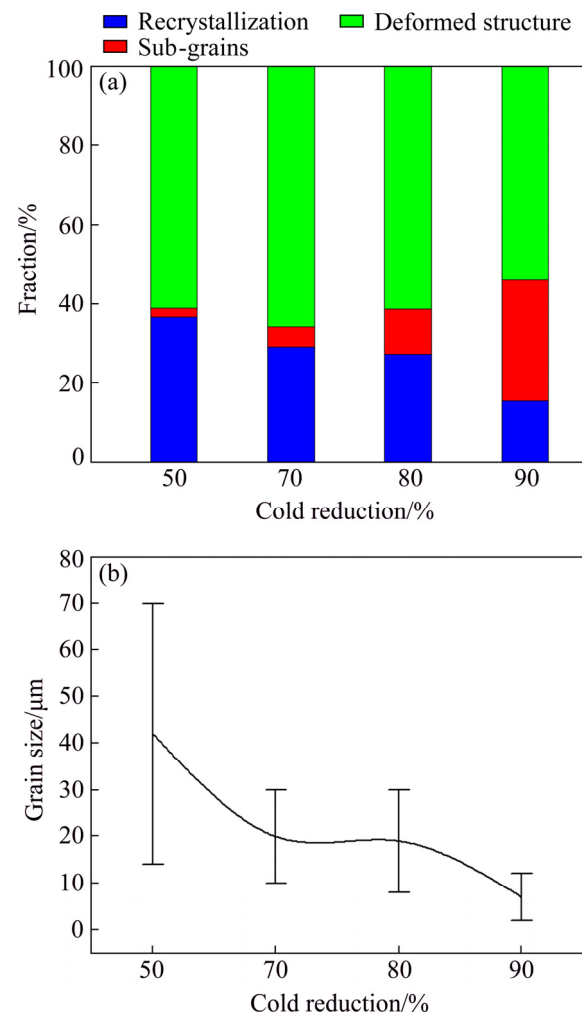 Recrystallization Deformed structure
Sub-grains
(a)
100
80
60
40
20
0
Fraction/%
50 70 80 90
Cold reduction/%
(b)
80
70
60
50
40
30
20
10
0
Grain size/μm
50 70 80 90
Cold reduction/%